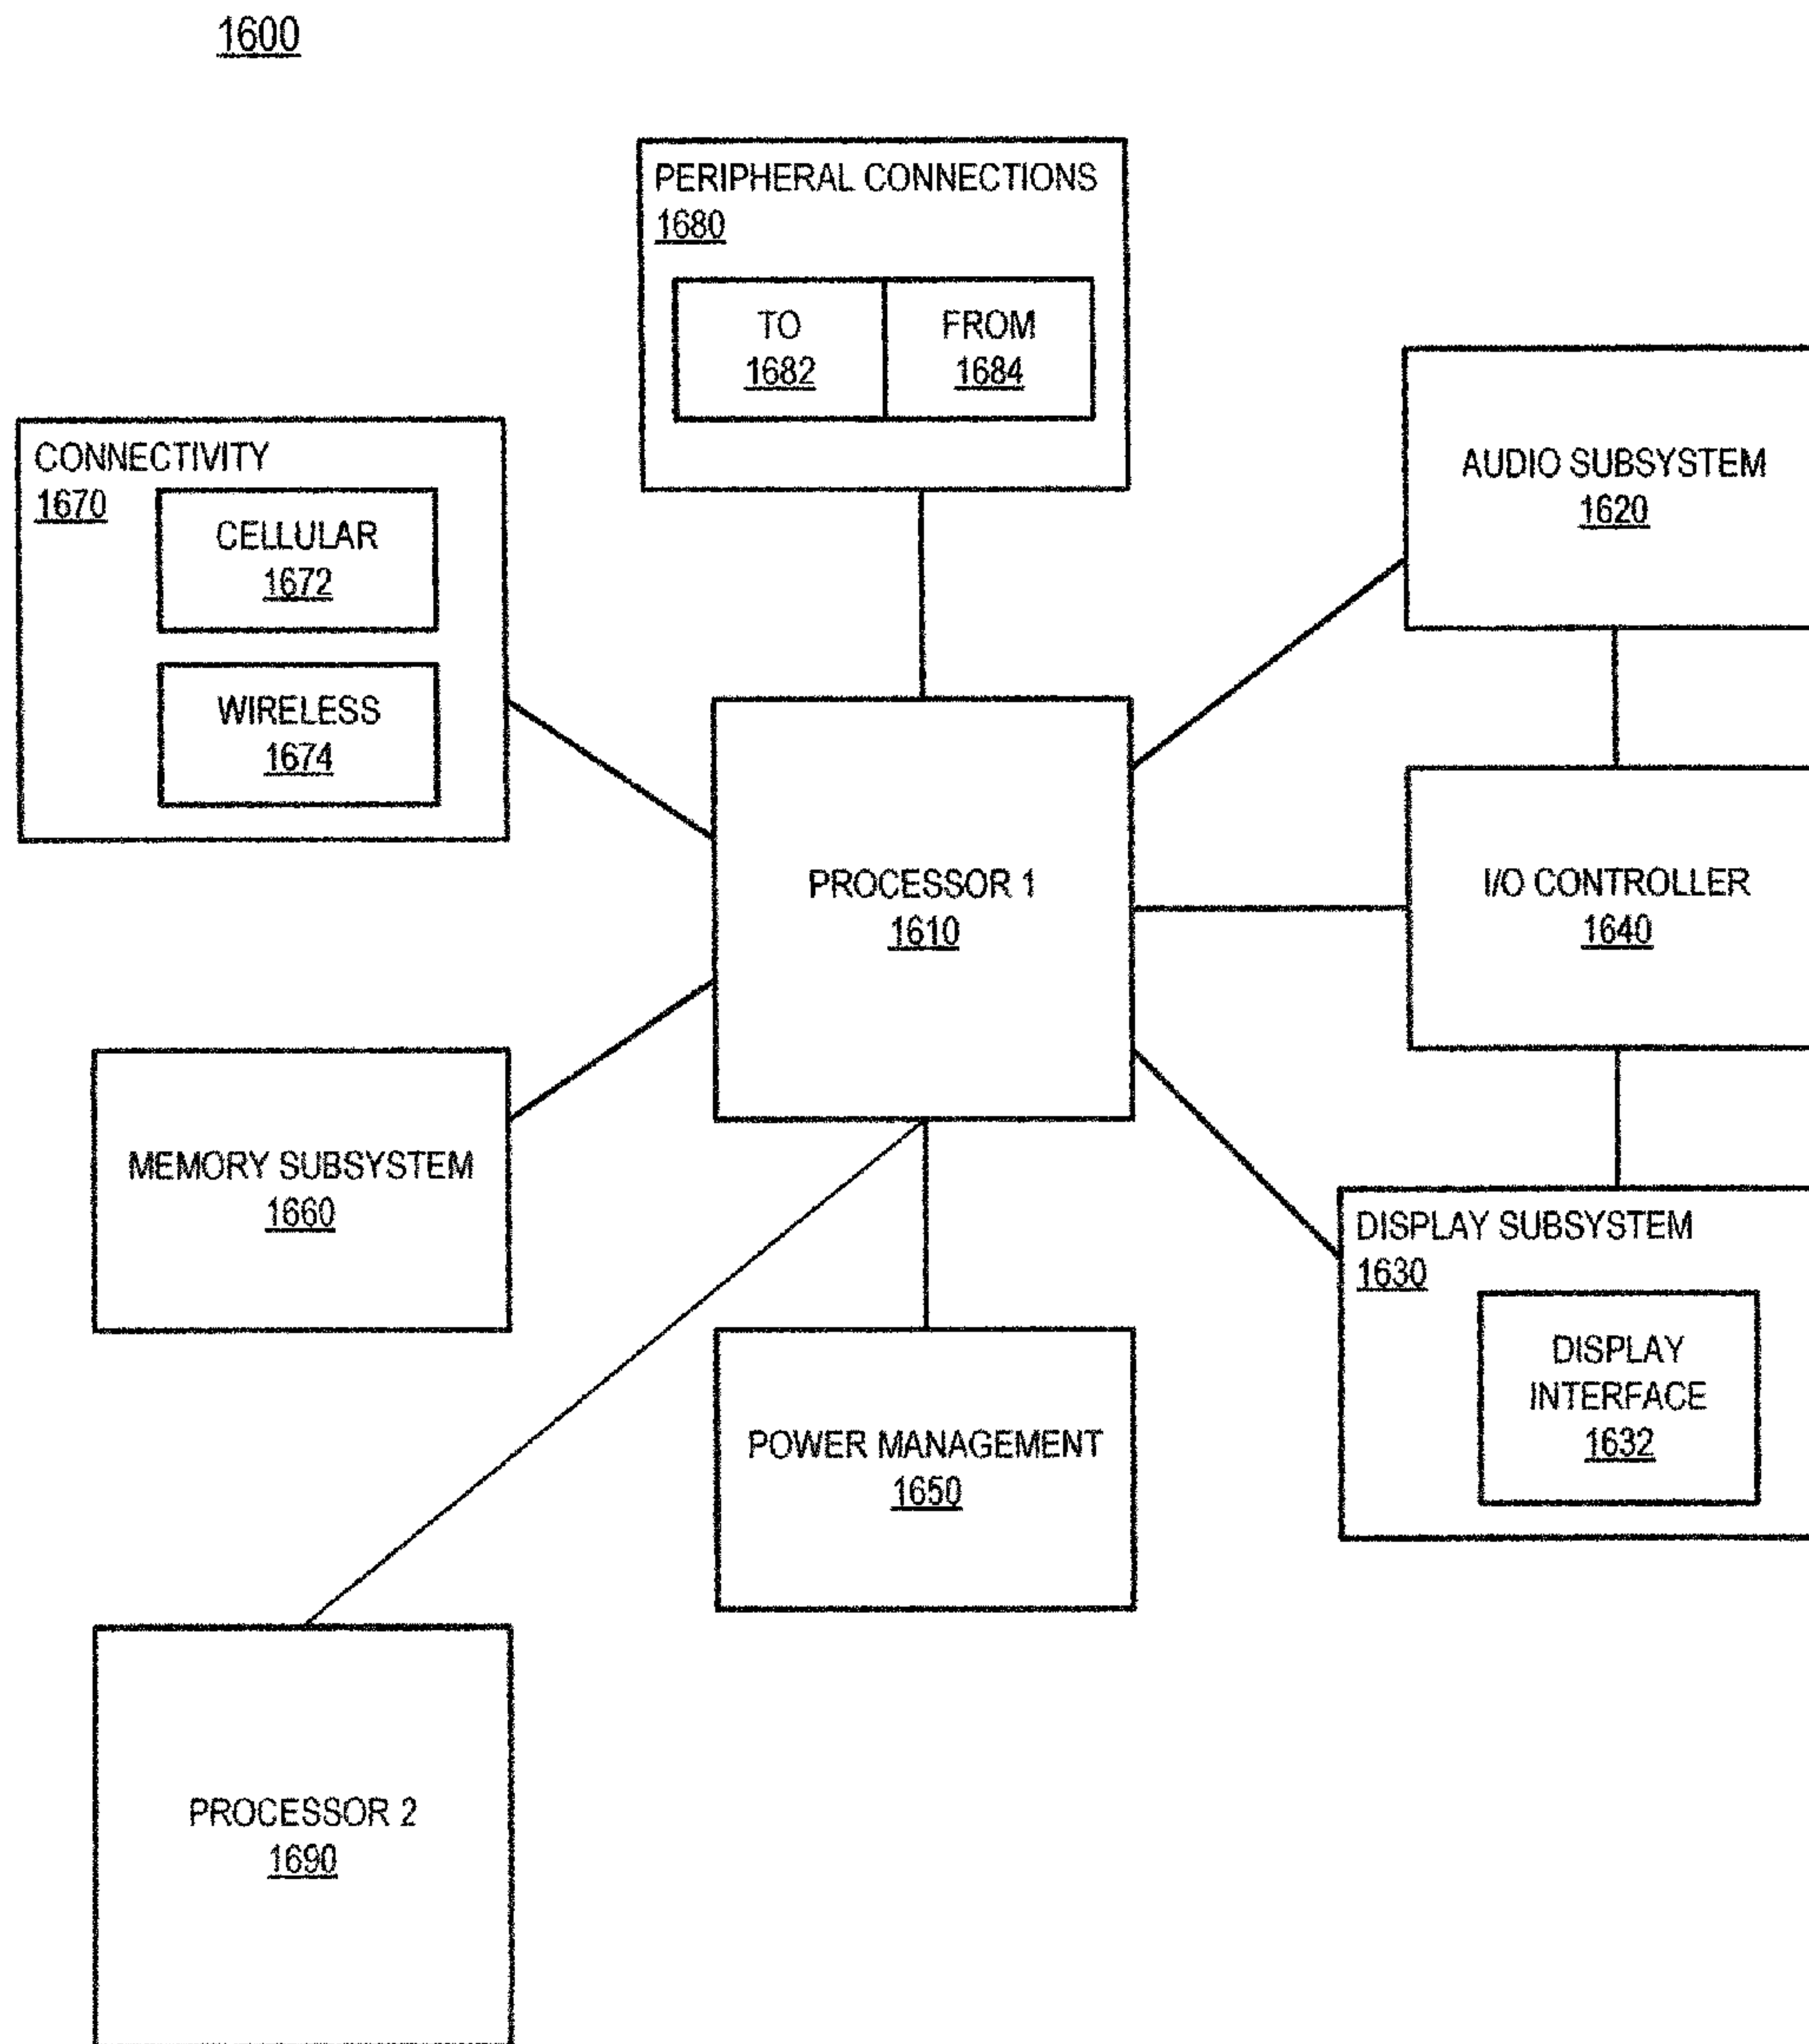 1600
PERIPHERAL CONNECTIONS
1680
TO
1682
FROM
1684
CONNECTIVITY
1670
CELLULAR
1672
WIRELESS
1674
AUDIO SUBSYSTEM
1620
PROCESSOR 1
1610
I/O CONTROLLER
1640
MEMORY SUBSYSTEM
1660
DISPLAY SUBSYSTEM
1630
DISPLAY
INTERFACE
1632
POWER MANAGEMENT
1650
PROCESSOR 2
1690